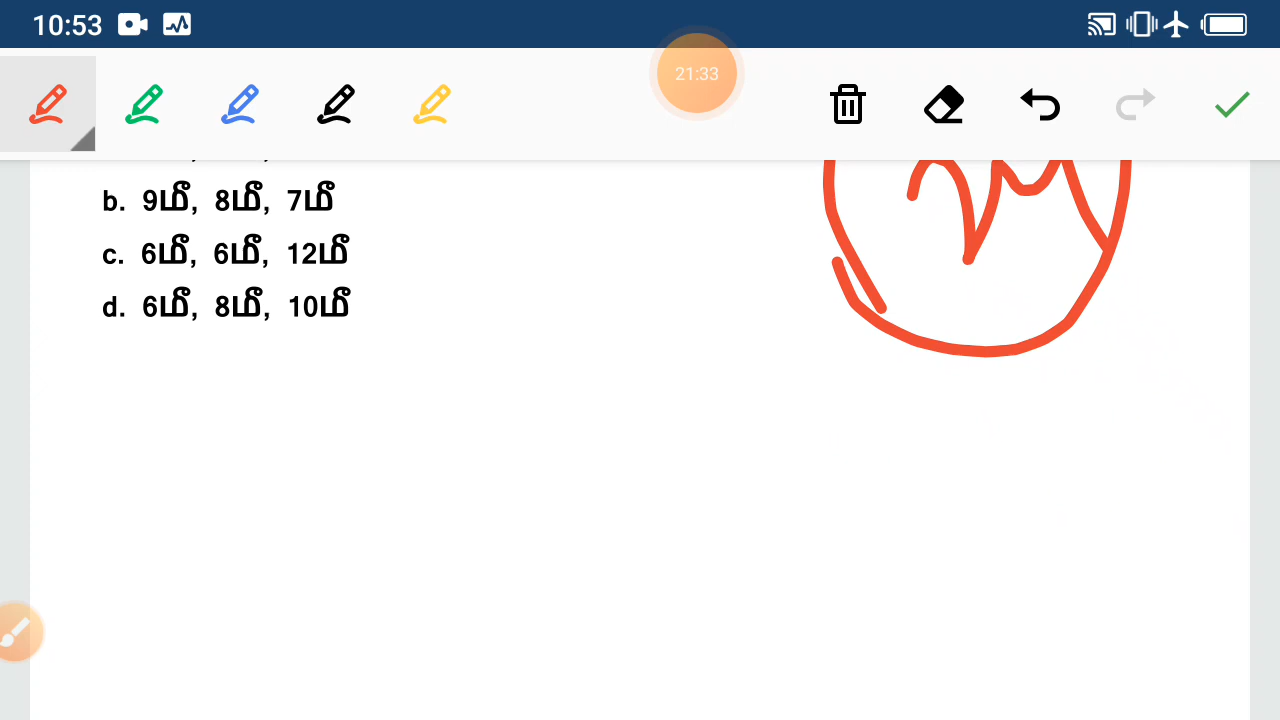 10:53
21:33
b. 9மீ, 8மீ, 7மீ
c. 6மீ, 6மீ, 12மீ
d. 6மீ, 8மீ, 10மீ